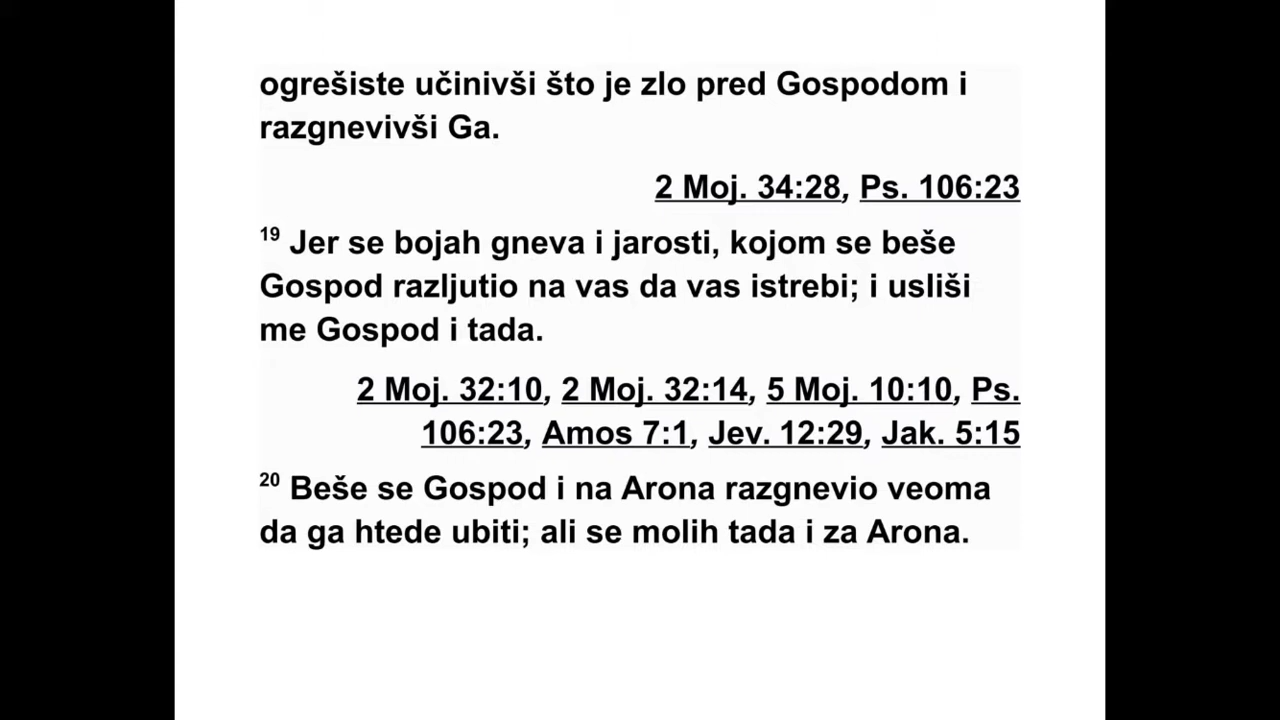 ogrešiste učinivši što je zlo pred Gospodom i
razgnevivši Ga.
2 Moj. 34:28, Ps. 106:23
19 Jer se bojah gneva i jarosti, kojom se beše
Gospod razljutio na vas da vas istrebi; i usliši
me Gospod i tada.
2 Moj. 32:10, 2 Moj. 32:14, 5 Moj. 10:10, Ps.
106:23, Amos 7:1, Jev. 12:29, Jak. 5:15
20 Beše se Gospod i na Arona razgnevio veoma
da ga htede ubiti; ali se molih tada i za Arona.